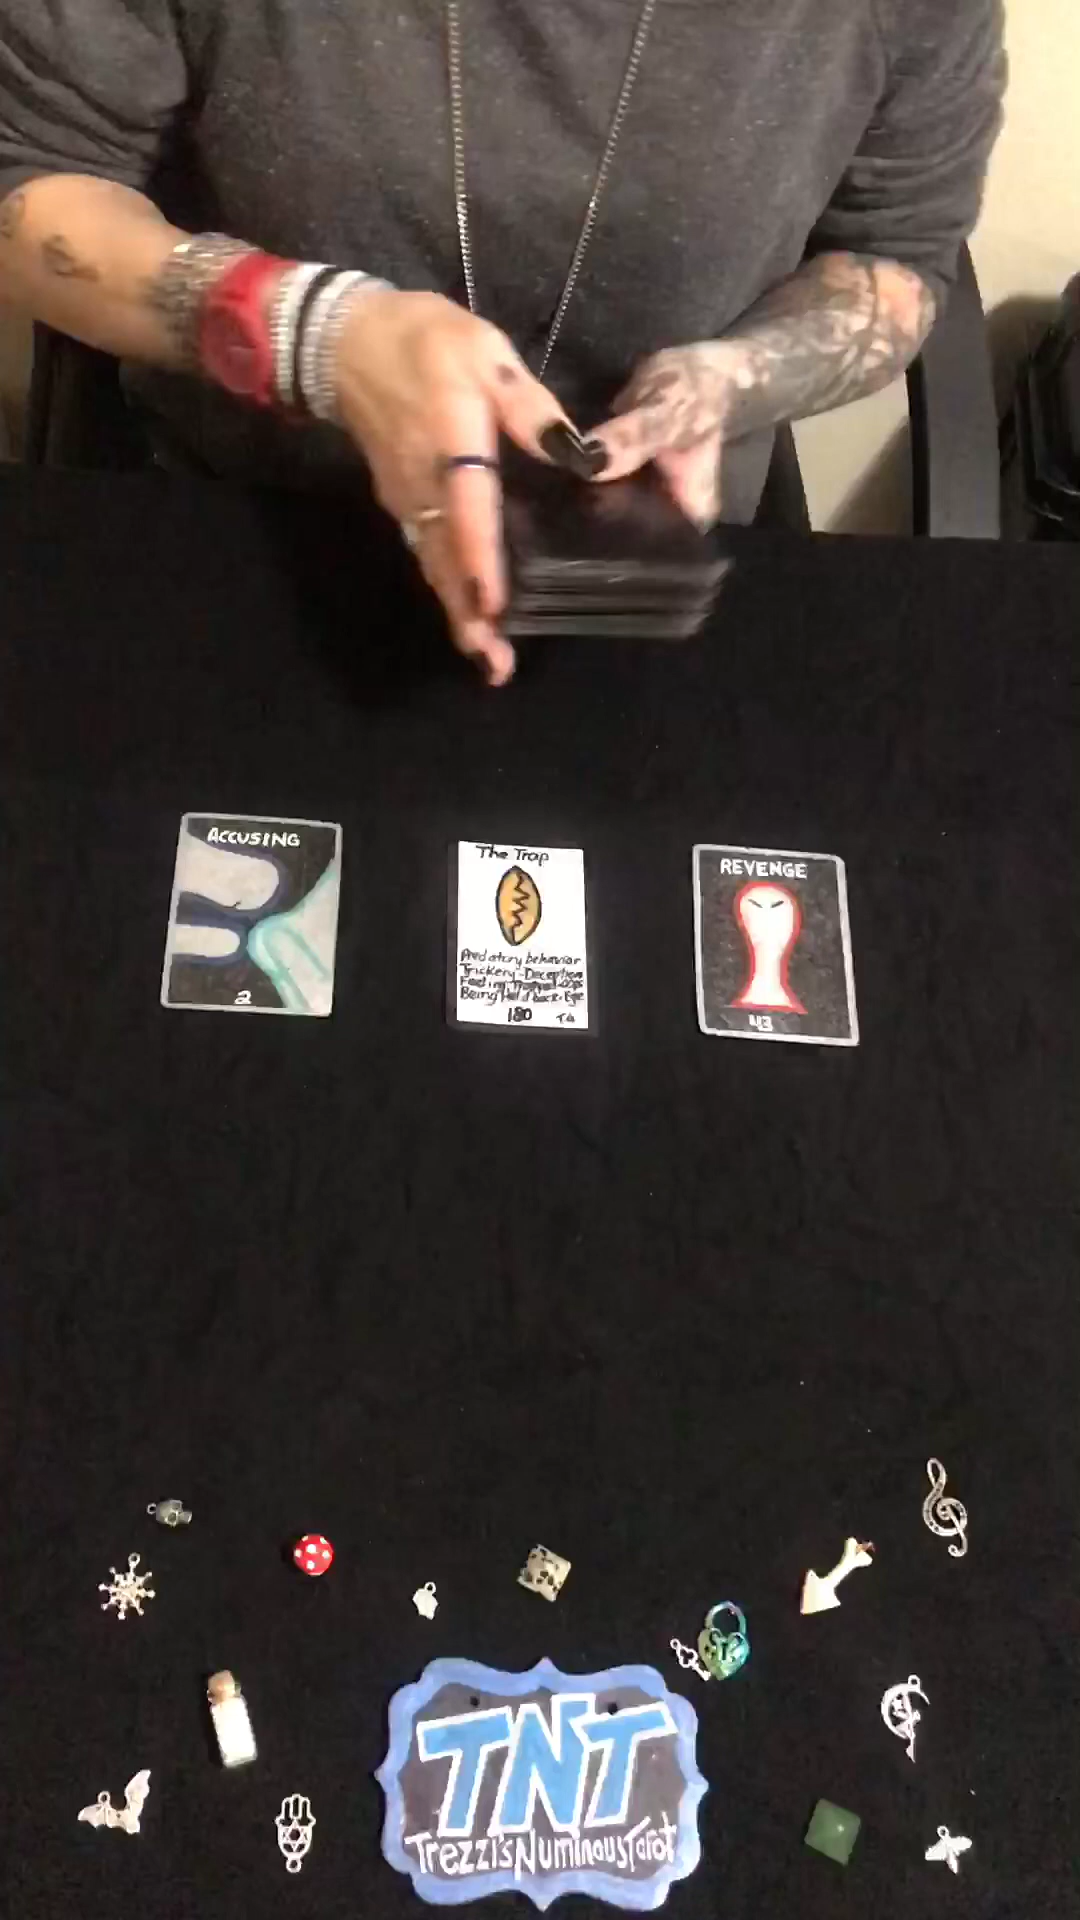 ACCUSING
2
The Trap
Predatory behavior
Trickery-Deception
Being Held back
180
REVENGE
43
TNT
Trezzi's Numinous Tarot